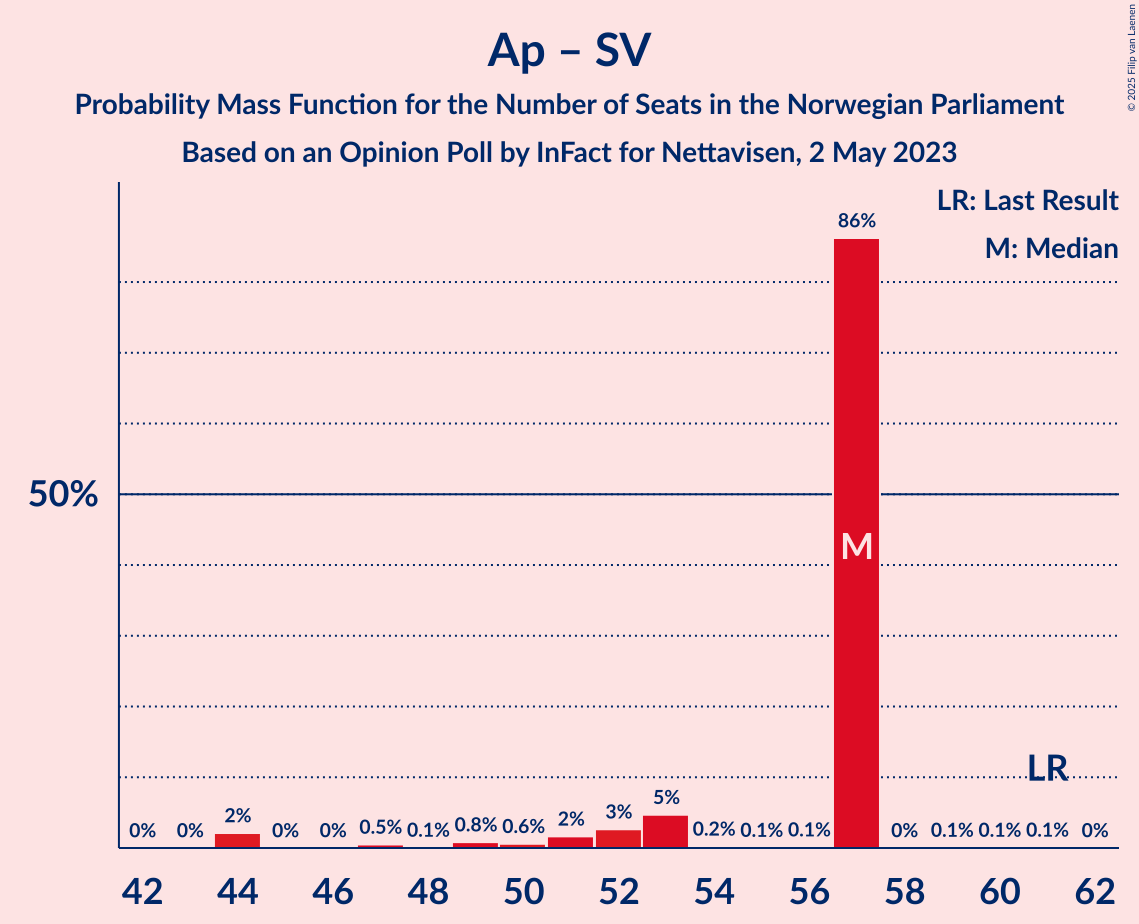 Ap – SV
Probability Mass Function for the Number of Seats in the Norwegian Parliament
Based on an Opinion Poll by InFact for Nettavisen, 2 May 2023
© 2025 Filip van Laenen
LR: Last Result
M: Median
86%
50%
M
LR
0% 0% 2% 0% 0% 0.5% 0.1% 0.8% 0.6% 2% 3% 5% 0.2% 0.1% 0.1% 0% 0.1% 0.1% 0.1% 0%
42 44 46 48 50 52 54 56 58 60 62